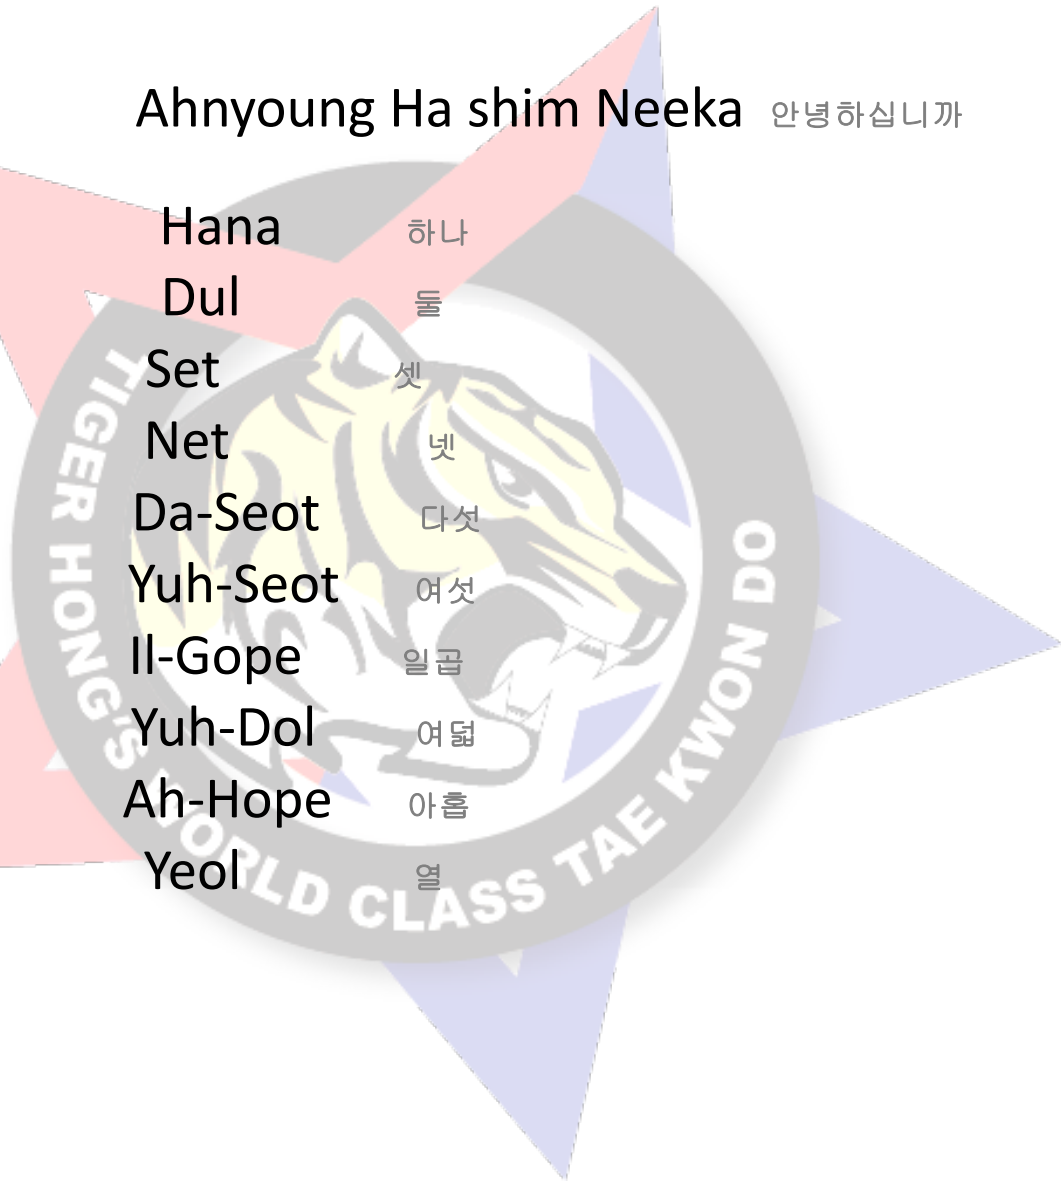 Ahnyoung Ha shim Neeka 안녕하십니까
Hana 하나
Dul 둘
Set 셋
Net 넷
Da-Seot 다섯
Yuh-Seot 여섯
Il-Gope 일곱
Yuh-Dol 여덟
Ah-Hope 아홉
Yeol 열
TIGER HONG'S WORLD CLASS TAE KWON DO